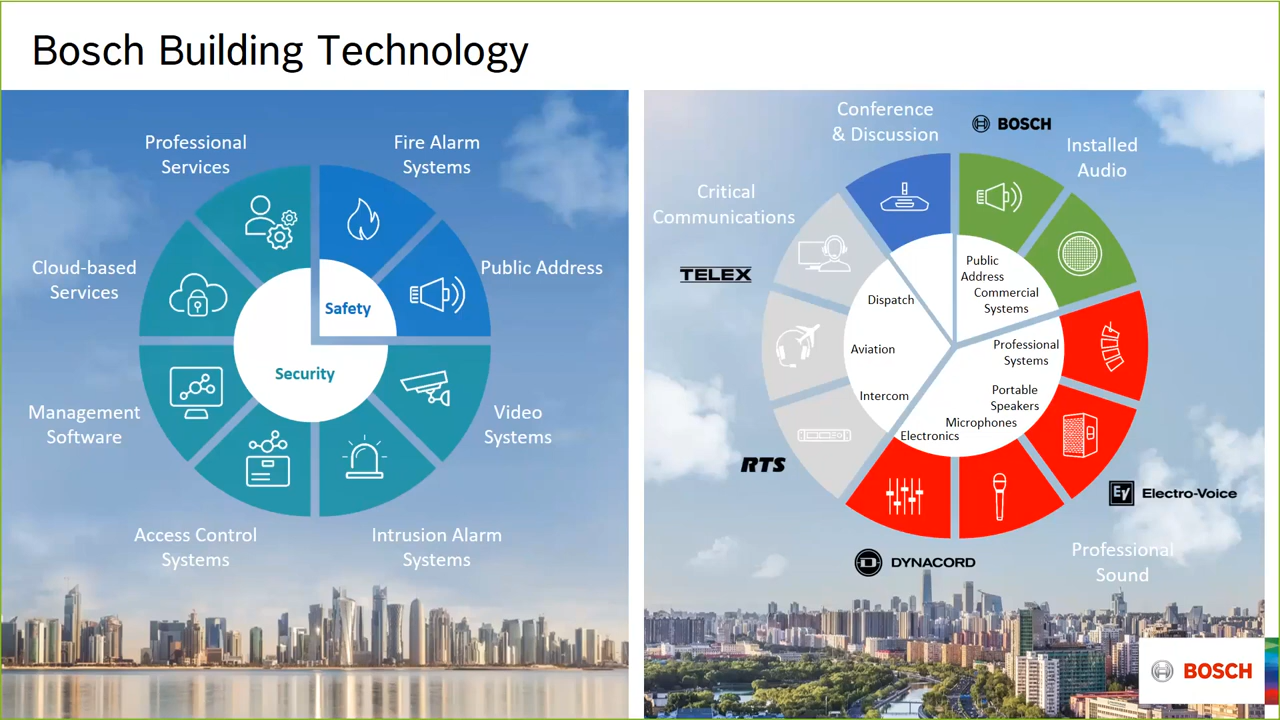 Bosch Building Technology
Professional
Services
Fire Alarm
Systems
Cloud-based
Services
Public Address
Safety
Security
Management
Software
Video
Systems
Access Control
Systems
Intrusion Alarm
Systems
Conference
& Discussion
BOSCH
Installed
Audio
Critical
Communications
TELEX
Public
Address
Commercial
Systems
Dispatch
Professional
Systems
Aviation
Portable
Speakers
Intercom
Microphones
Electronics
RTS
EV Electro-Voice
DYNACORD
Professional
Sound
BOSCH